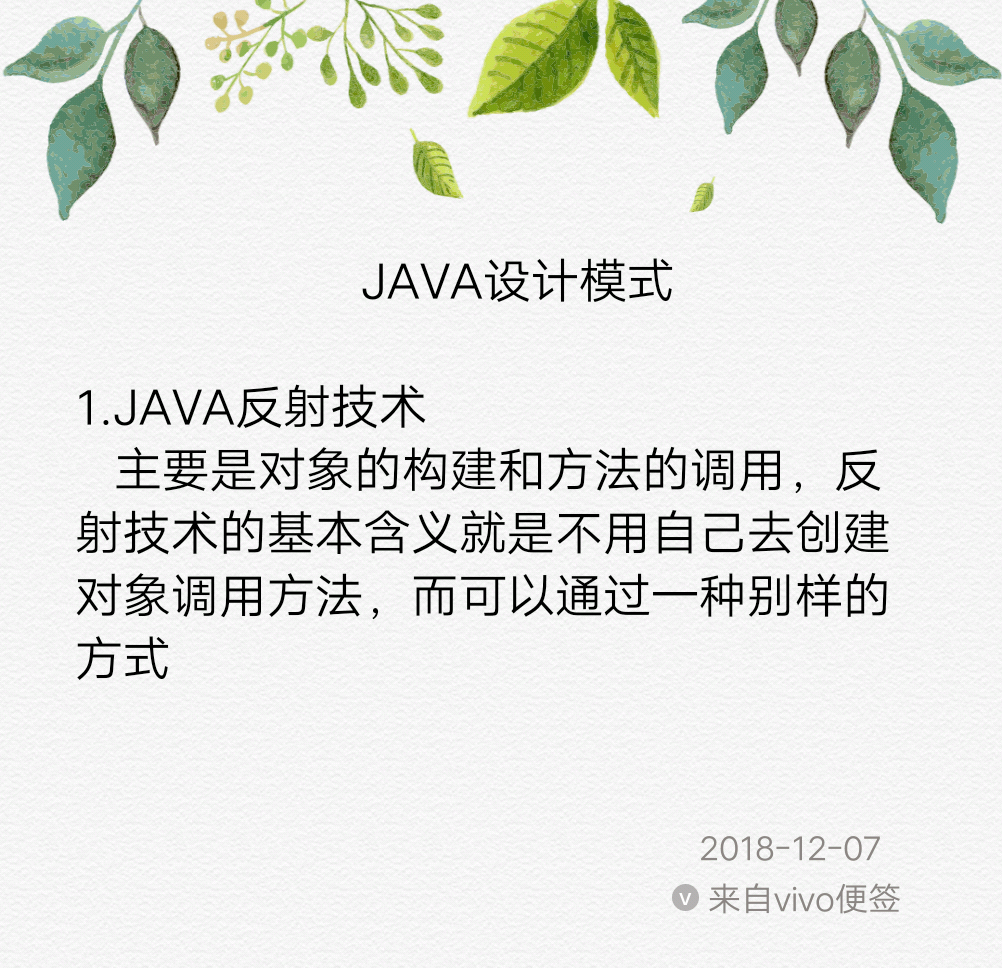 JAVA设计模式
1.JAVA反射技术
主要是对象的构建和方法的调用，反
射技术的基本含义就是不用自己去创建
对象调用方法，而可以通过一种别样的
方式
2018-12-07
v 来自vivo便签